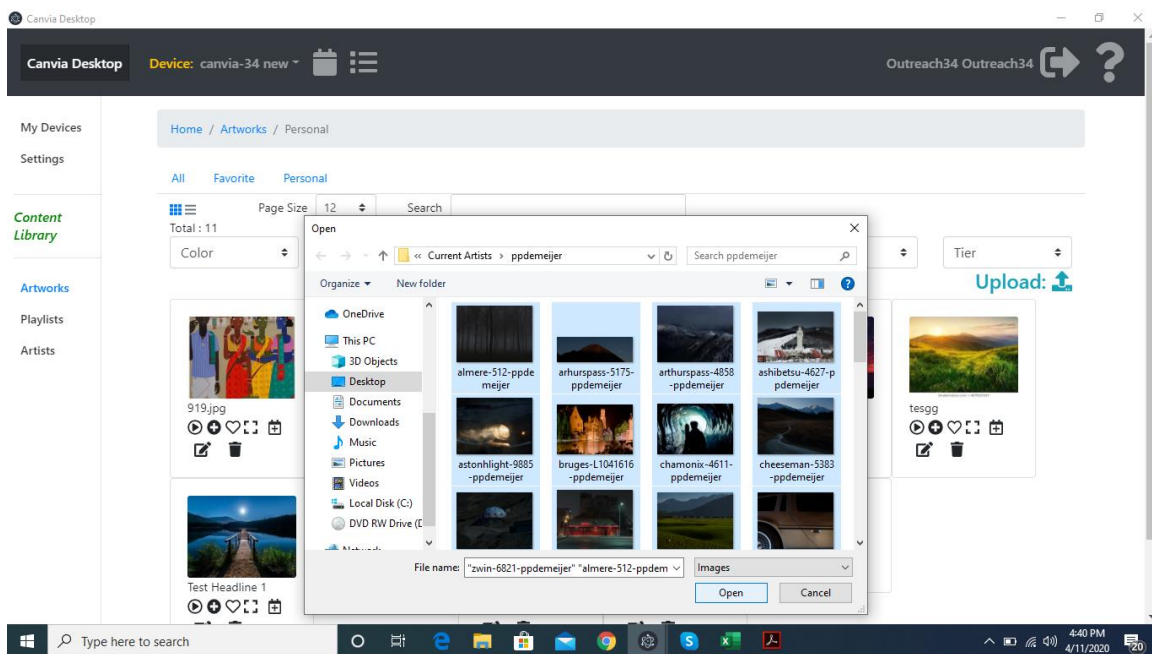 Canvia Desktop
Canvia Desktop
Device: canvia-34 new
Outreach34 Outreach34
?
My Devices
Settings
Content
Library
Artworks
Playlists
Artists
Home / Artworks / Personal
All Favorite Personal
Page Size 12 Search
Total : 11
Color
Tier
Upload:
919.jpg
tesgg
Test Headline 1
Open
« Current Artists › ppdemeijer
Search ppdemeijer
Organize New folder
OneDrive
This PC
3D Objects
Desktop
Documents
Downloads
Music
Pictures
Videos
Local Disk (C:)
DVD RW Drive (D
Network
almere-512-ppde
meijer
arhurspass-5175-
ppdemeijer
arthurspass-4858
-ppdemeijer
ashibetsu-4627-p
pdemeijer
astonhlight-9885
-ppdemeijer
bruges-L1041616
-ppdemeijer
chamonix-4611-
ppdemeijer
cheeseman-5383
-ppdemeijer
File name: "zwin-6821-ppdemeijer" "almere-512-ppdem
Images
Open Cancel
Type here to search
4:40 PM
4/11/2020
20